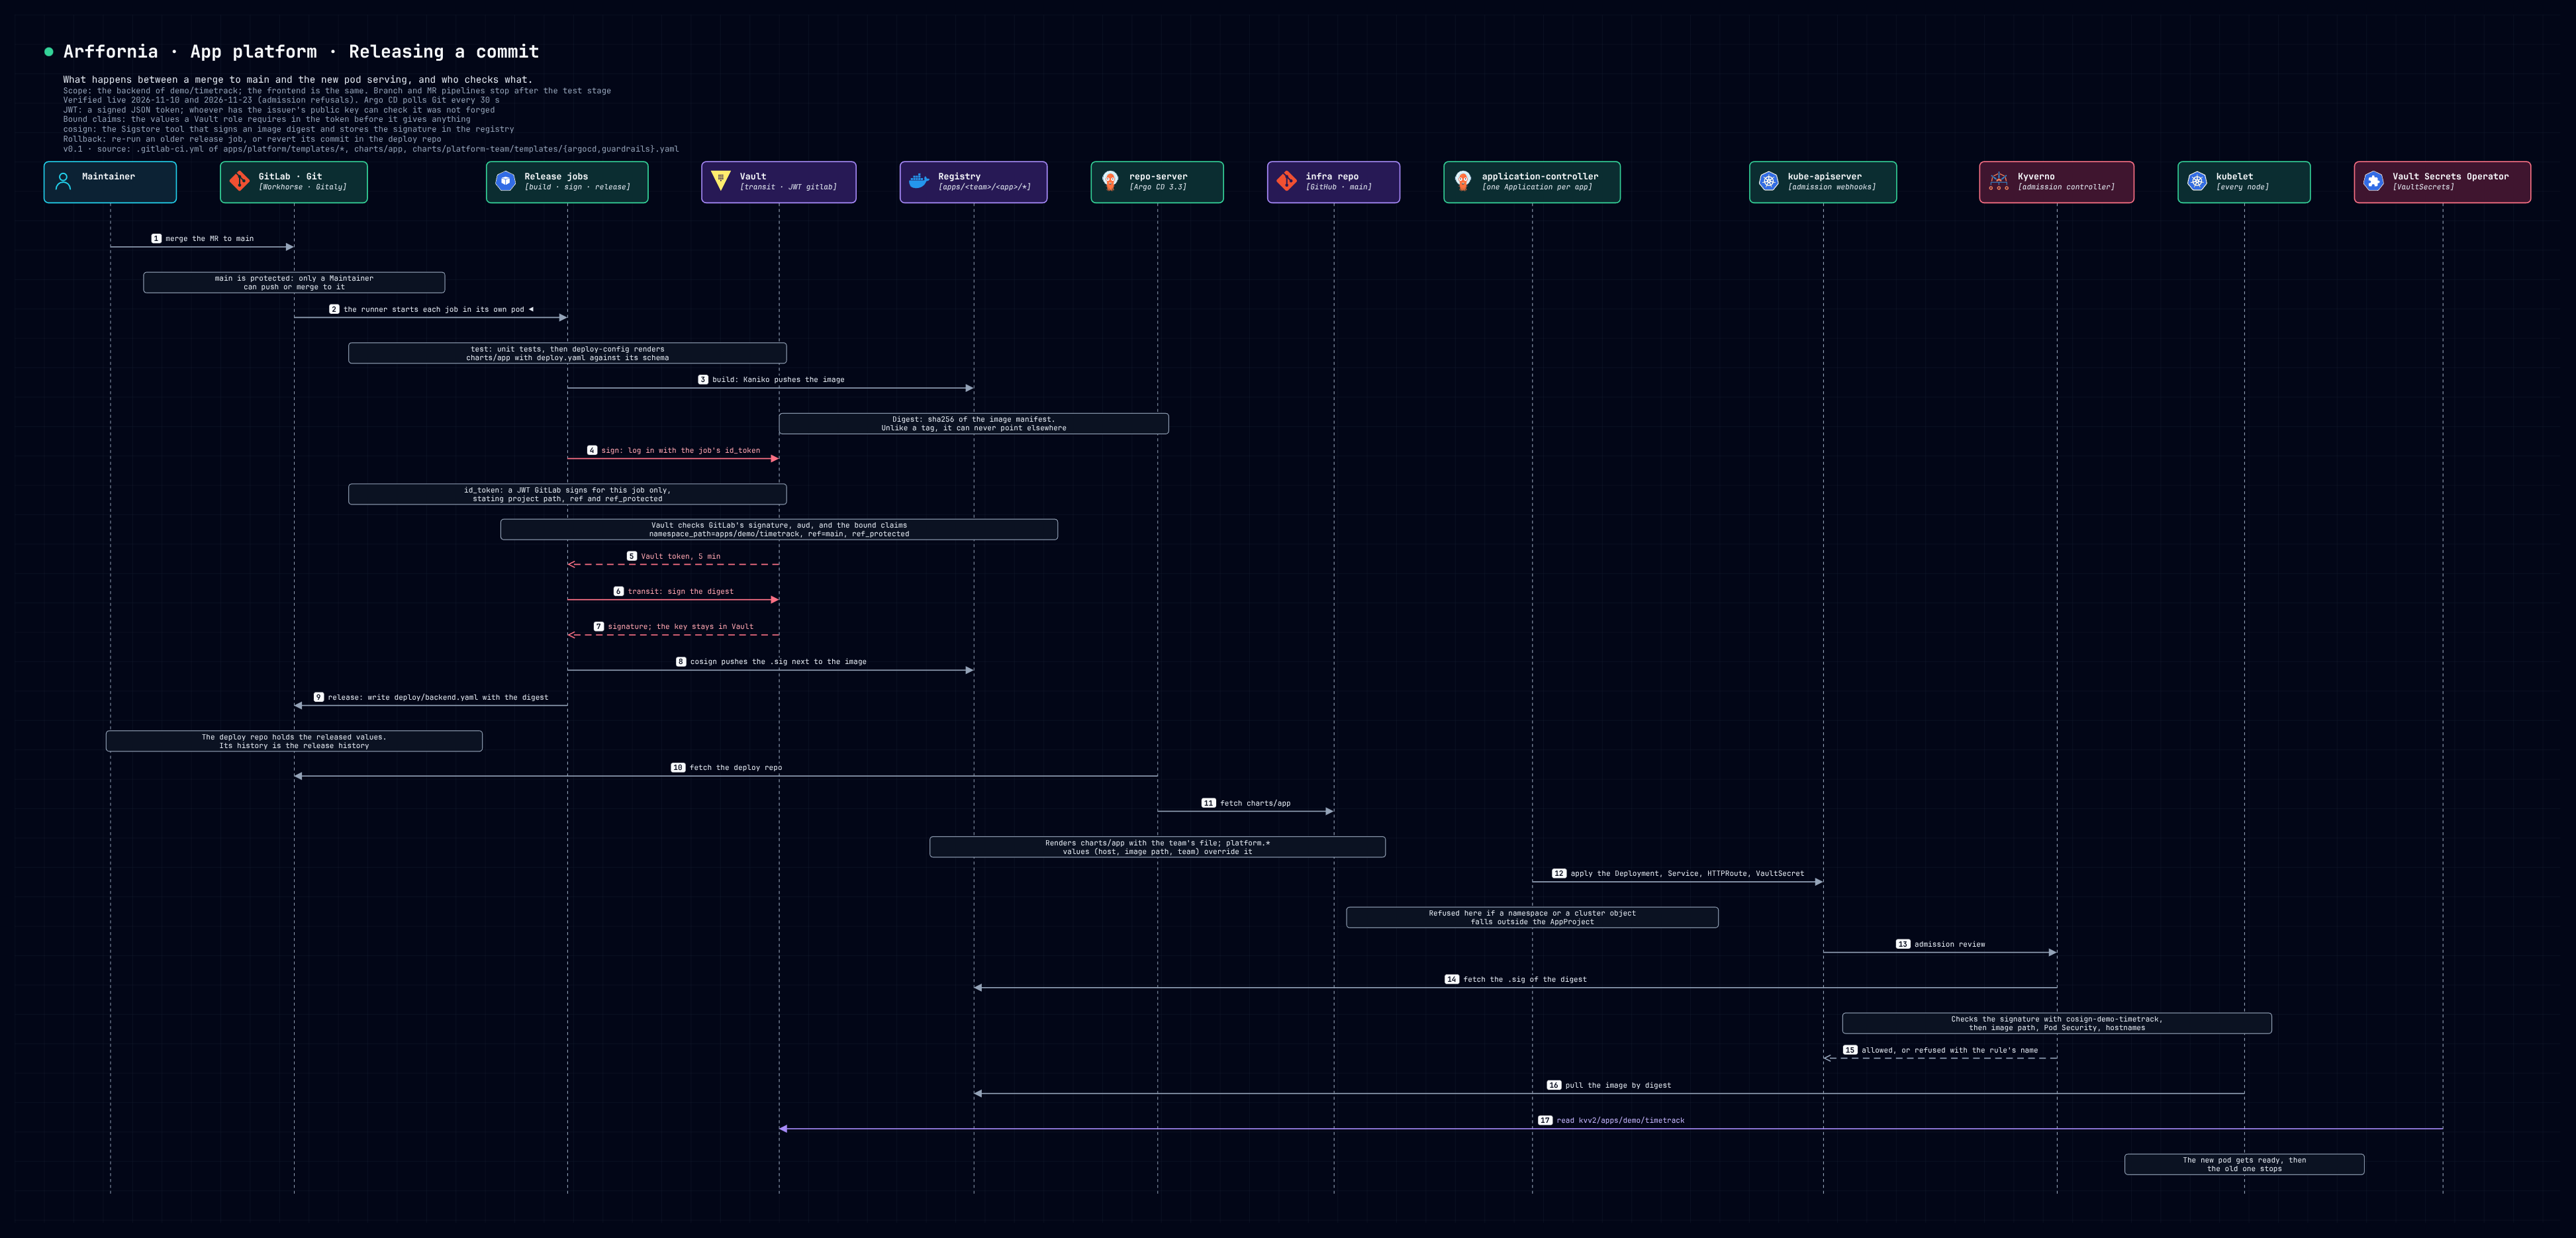 Arffornia · App platform · Releasing a commit
What happens between a merge to main and the new pod serving, and who checks what.
Scope: the backend of demo/timetrack; the frontend is the same. Branch and MR pipelines stop after the test stage
Verified live 2026-11-10 and 2026-11-23 (admission refusals). Argo CD polls Git every 30 s
JWT: a signed JSON token; whoever has the issuer's public key can check it was not forged
Bound claims: the values a Vault role requires in the token before it gives anything
cosign: the Sigstore tool that signs an image digest and stores the signature in the registry
Rollback: re-run an older release job, or revert its commit in the deploy repo
v0.1 · source: .gitlab-ci.yml of apps/platform/templates/*, charts/app, charts/platform-team/templates/{argocd,guardrails}.yaml
Maintainer
GitLab · Git
[Workhorse · Gitaly]
Release jobs
[build · sign · release]
Vault
[transit · JWT gitlab]
Registry
[apps/<team>/<app>/*]
repo-server
[Argo CD 3.3]
infra repo
[GitHub · main]
application-controller
[one Application per app]
kube-apiserver
[admission webhooks]
Kyverno
[admission controller]
kubelet
[every node]
Vault Secrets Operator
[VaultSecrets]
1 merge the MR to main
main is protected: only a Maintainer
can push or merge to it
2 the runner starts each job in its own pod ◄
test: unit tests, then deploy-config renders
charts/app with deploy.yaml against its schema
3 build: Kaniko pushes the image
Digest: sha256 of the image manifest.
Unlike a tag, it can never point elsewhere
4 sign: log in with the job's id_token
id_token: a JWT GitLab signs for this job only,
stating project path, ref and ref_protected
Vault checks GitLab's signature, aud, and the bound claims
namespace_path=apps/demo/timetrack, ref=main, ref_protected
5 Vault token, 5 min
6 transit: sign the digest
7 signature; the key stays in Vault
8 cosign pushes the .sig next to the image
9 release: write deploy/backend.yaml with the digest
The deploy repo holds the released values.
Its history is the release history
10 fetch the deploy repo
11 fetch charts/app
Renders charts/app with the team's file; platform.*
values (host, image path, team) override it
12 apply the Deployment, Service, HTTPRoute, VaultSecret
Refused here if a namespace or a cluster object
falls outside the AppProject
13 admission review
14 fetch the .sig of the digest
Checks the signature with cosign-demo-timetrack,
then image path, Pod Security, hostnames
15 allowed, or refused with the rule's name
16 pull the image by digest
17 read kvv2/apps/demo/timetrack
The new pod gets ready, then
the old one stops